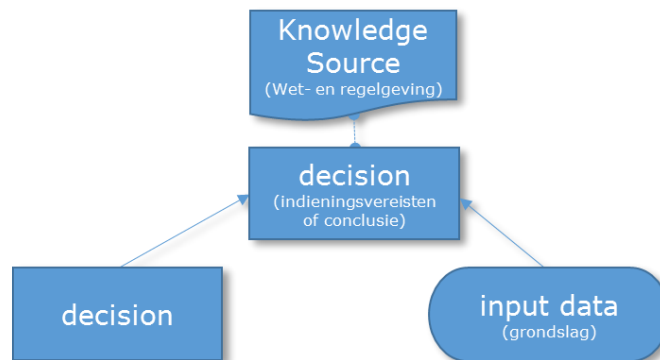 Knowledge
Source
(Wet- en regelgeving)
decision
(indieningsvereisten
of conclusie)
decision
input data
(grondslag)